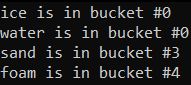 ice is in bucket #0
water is in bucket #0
sand is in bucket #3
foam is in bucket #4